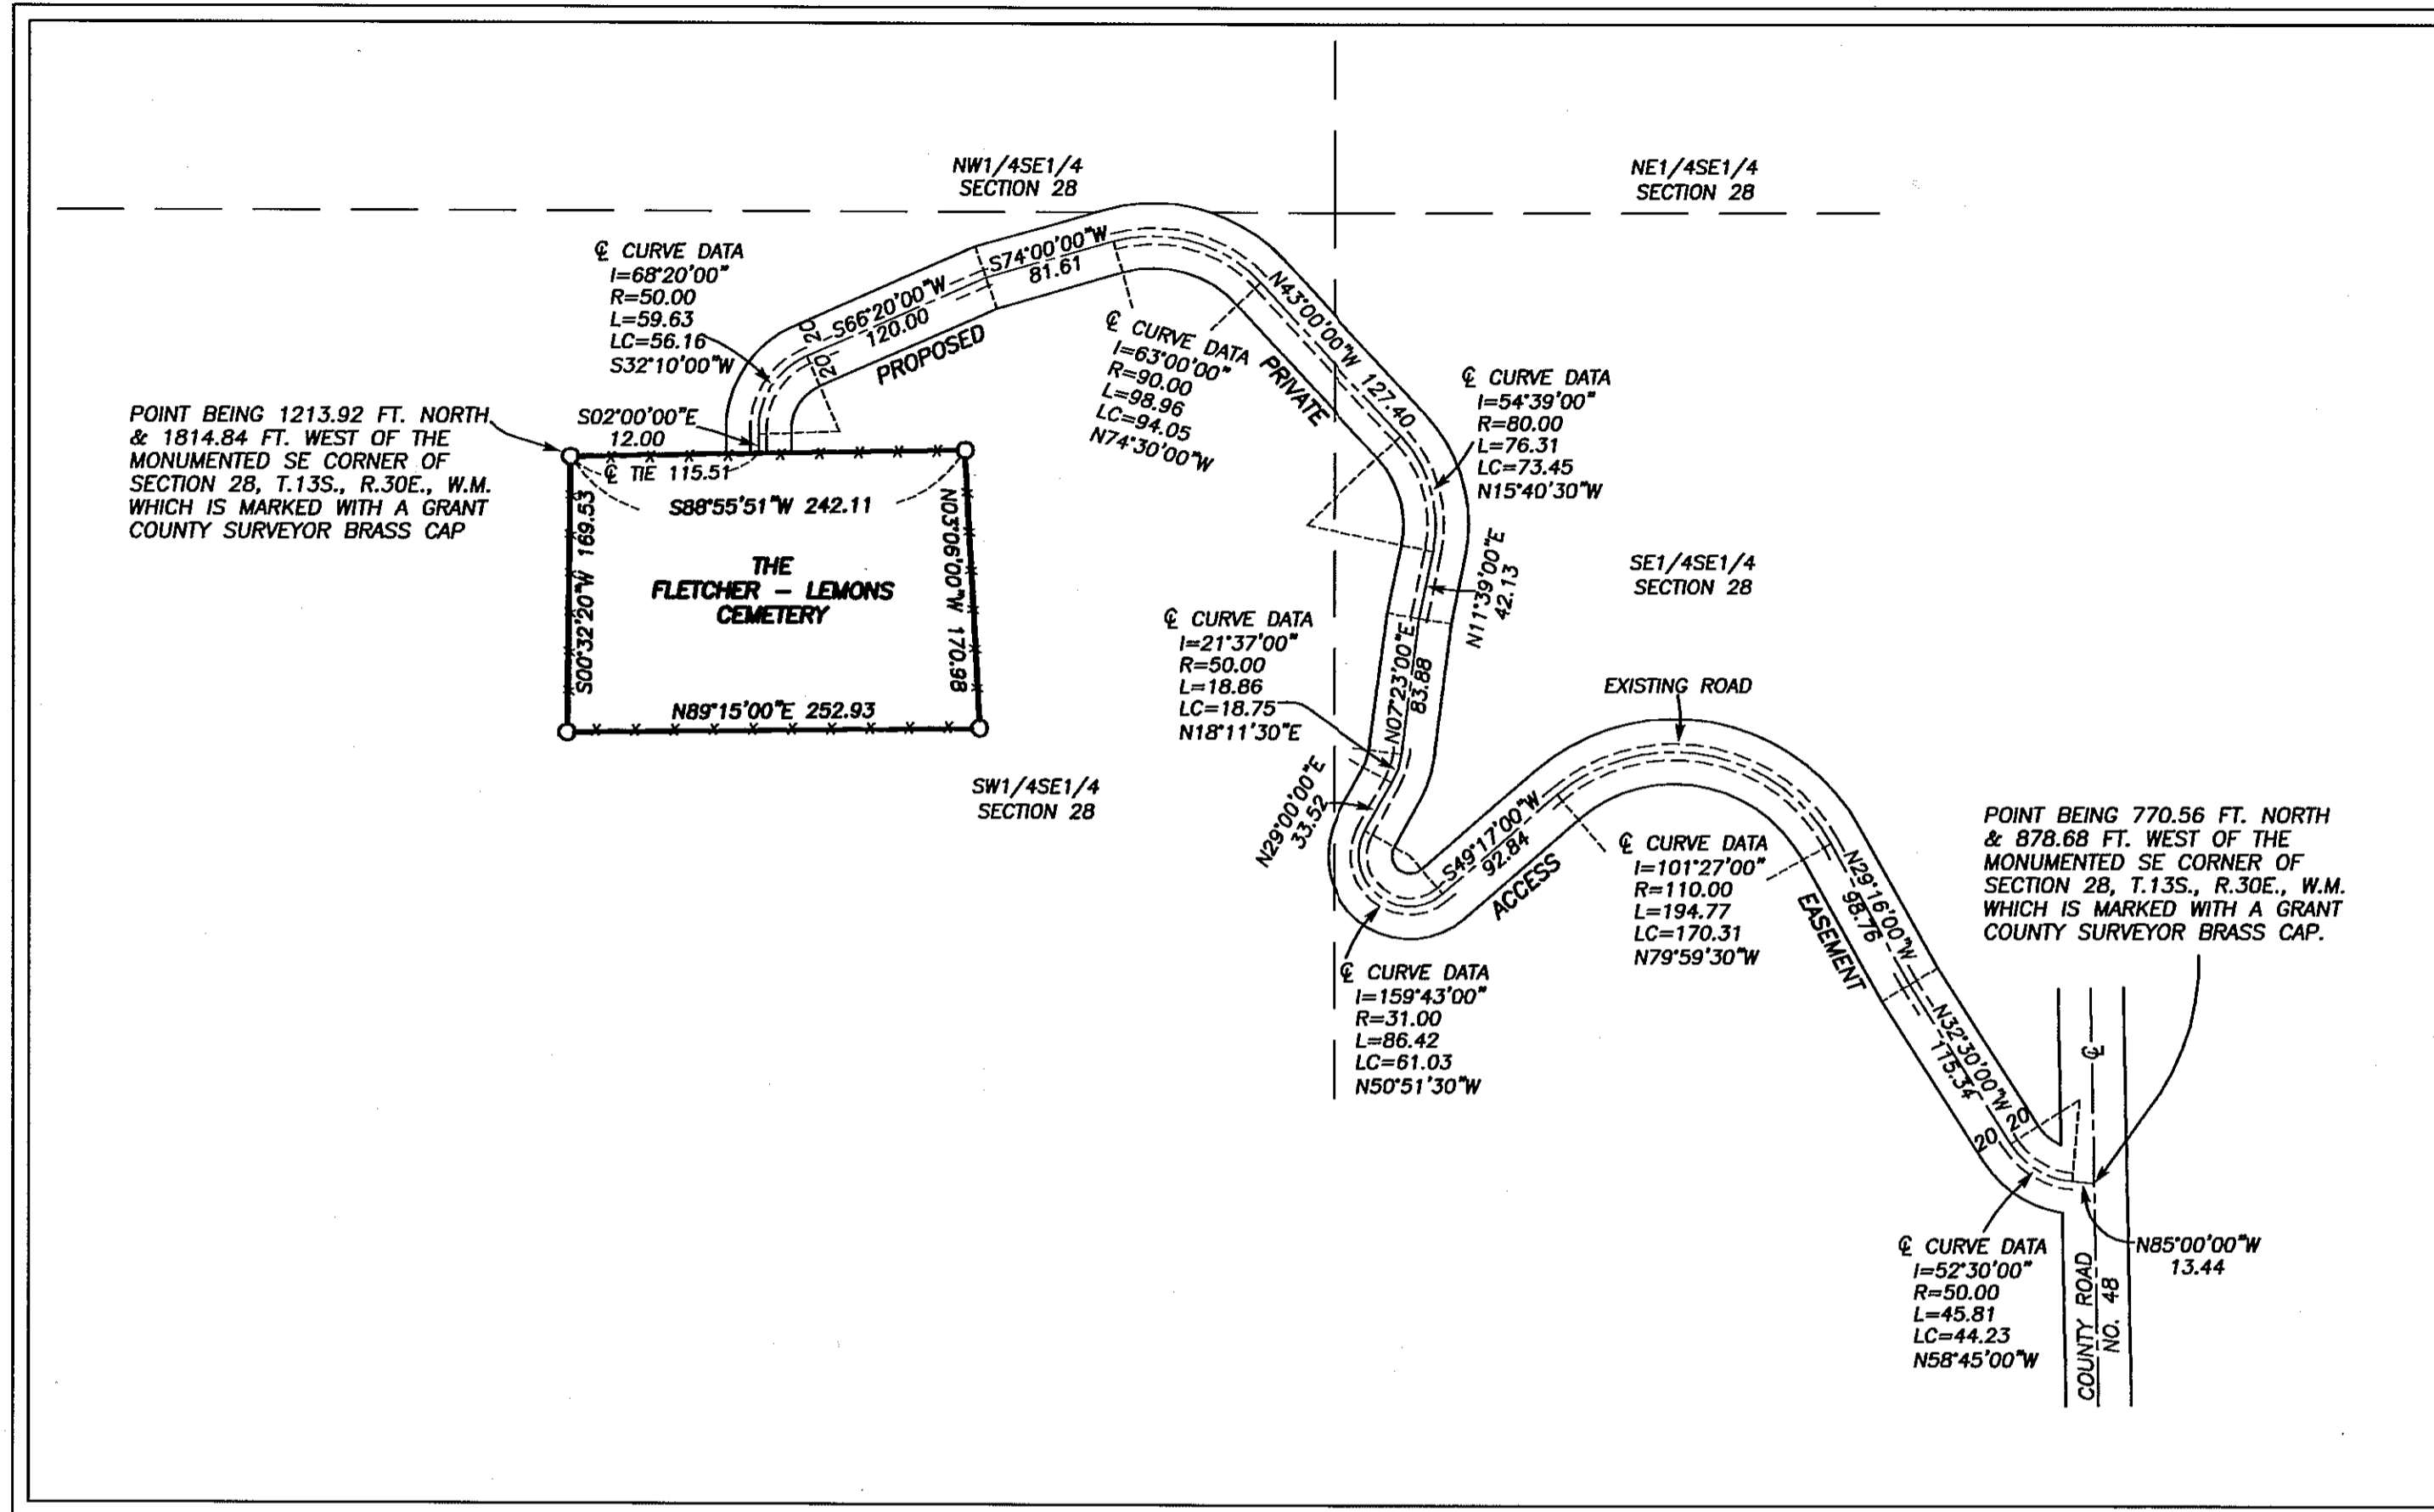 NW1/4SE1/4
SECTION 28
NE1/4SE1/4
SECTION 28
℄ CURVE DATA
I=68°20'00"
R=50.00
L=59.63
LC=56.16
S32°10'00"W
S66°20'00"W
120.00
20
20
PROPOSED
S74°00'00"W
81.61
℄ CURVE DATA
I=63°00'00"
R=90.00
L=98.96
LC=94.05
N74°30'00"W
N43°00'00"W 127.40
PRIVATE
℄ CURVE DATA
I=54°39'00"
R=80.00
L=76.31
LC=73.45
N15°40'30"W
POINT BEING 1213.92 FT. NORTH
& 1814.84 FT. WEST OF THE
MONUMENTED SE CORNER OF
SECTION 28, T.13S., R.30E., W.M.
WHICH IS MARKED WITH A GRANT
COUNTY SURVEYOR BRASS CAP
S02°00'00"E
12.00
℄ TIE 115.51
S88°55'51"W 242.11
S00°32'20"W 169.53
N03°06'00"W 170.98
THE
FLETCHER – LEMONS
CEMETERY
N89°15'00"E 252.93
SW1/4SE1/4
SECTION 28
N11°39'00"E
42.13
SE1/4SE1/4
SECTION 28
℄ CURVE DATA
I=21°37'00"
R=50.00
L=18.86
LC=18.75
N18°11'30"E
N07°23'00"E
83.88
N29°00'00"E
33.52
EXISTING ROAD
S49°17'00"W
92.84
ACCESS
℄ CURVE DATA
I=101°27'00"
R=110.00
L=194.77
LC=170.31
N79°59'30"W
℄ CURVE DATA
I=159°43'00"
R=31.00
L=86.42
LC=61.03
N50°51'30"W
N29°16'00"W
98.76
EASEMENT
N32°30'00"W
115.34
20
20
POINT BEING 770.56 FT. NORTH
& 878.68 FT. WEST OF THE
MONUMENTED SE CORNER OF
SECTION 28, T.13S., R.30E., W.M.
WHICH IS MARKED WITH A GRANT
COUNTY SURVEYOR BRASS CAP.
℄
℄ CURVE DATA
I=52°30'00"
R=50.00
L=45.81
LC=44.23
N58°45'00"W
N85°00'00"W
13.44
COUNTY ROAD
NO. 48